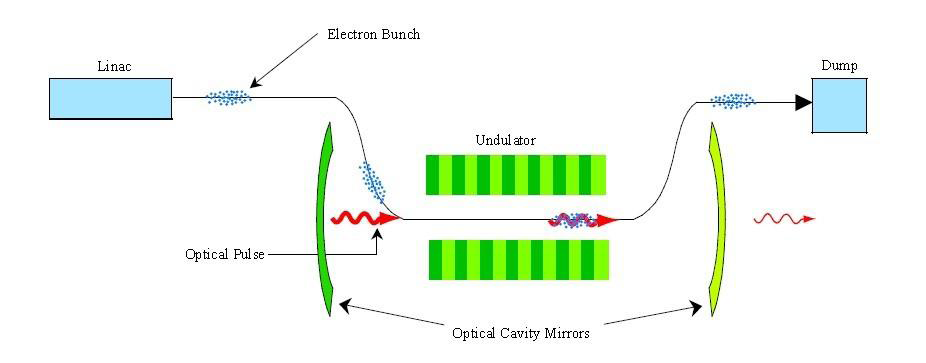 Electron Bunch
Linac
Dump
Undulator
Optical Pulse
Optical Cavity Mirrors